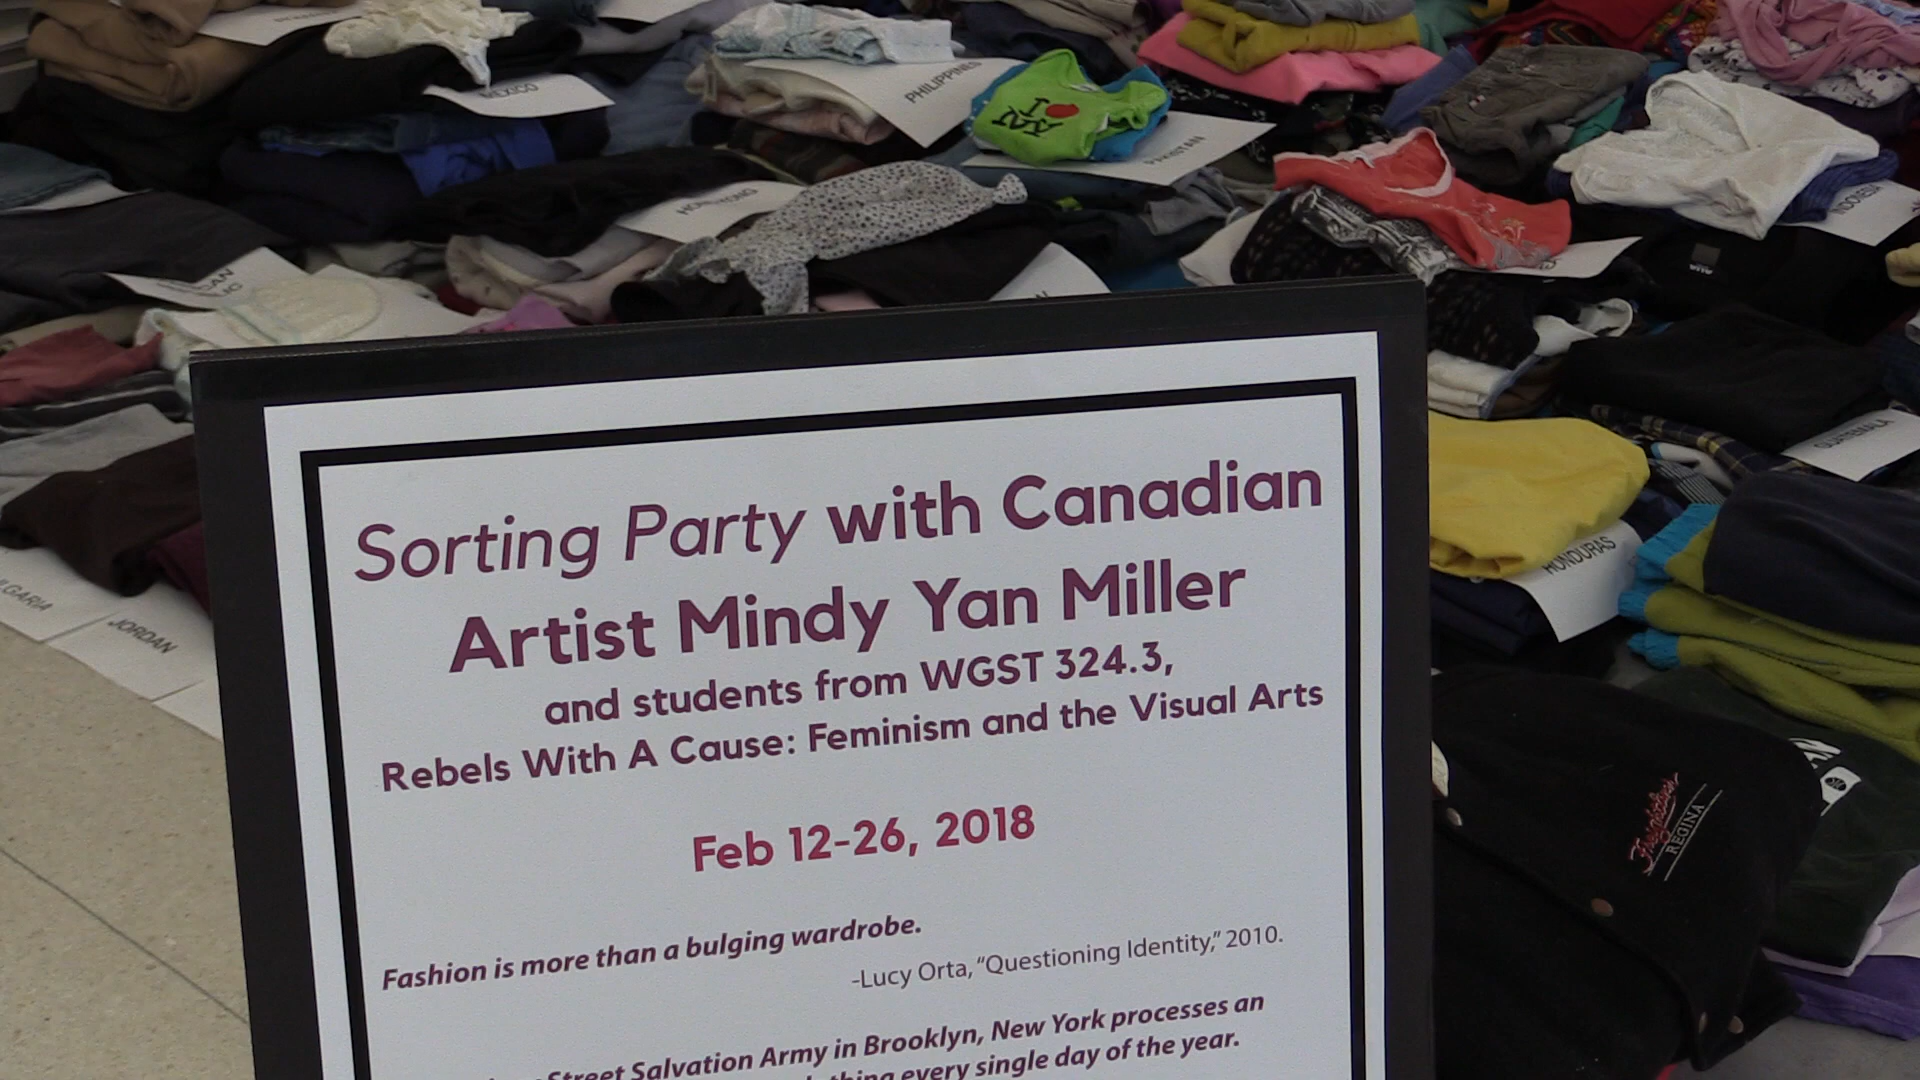 MEXICO
PHILIPPINES
I NY
PAKISTAN
HONG KONG
INDONESIA
GUATEMALA
HONDURAS
JORDAN
REGINA
Sorting Party with Canadian
Artist Mindy Yan Miller
and students from WGST 324.3,
Rebels With A Cause: Feminism and the Visual Arts
Feb 12-26, 2018
Fashion is more than a bulging wardrobe.
-Lucy Orta, “Questioning Identity,” 2010.
Street Salvation Army in Brooklyn, New York processes an
every single day of the year.